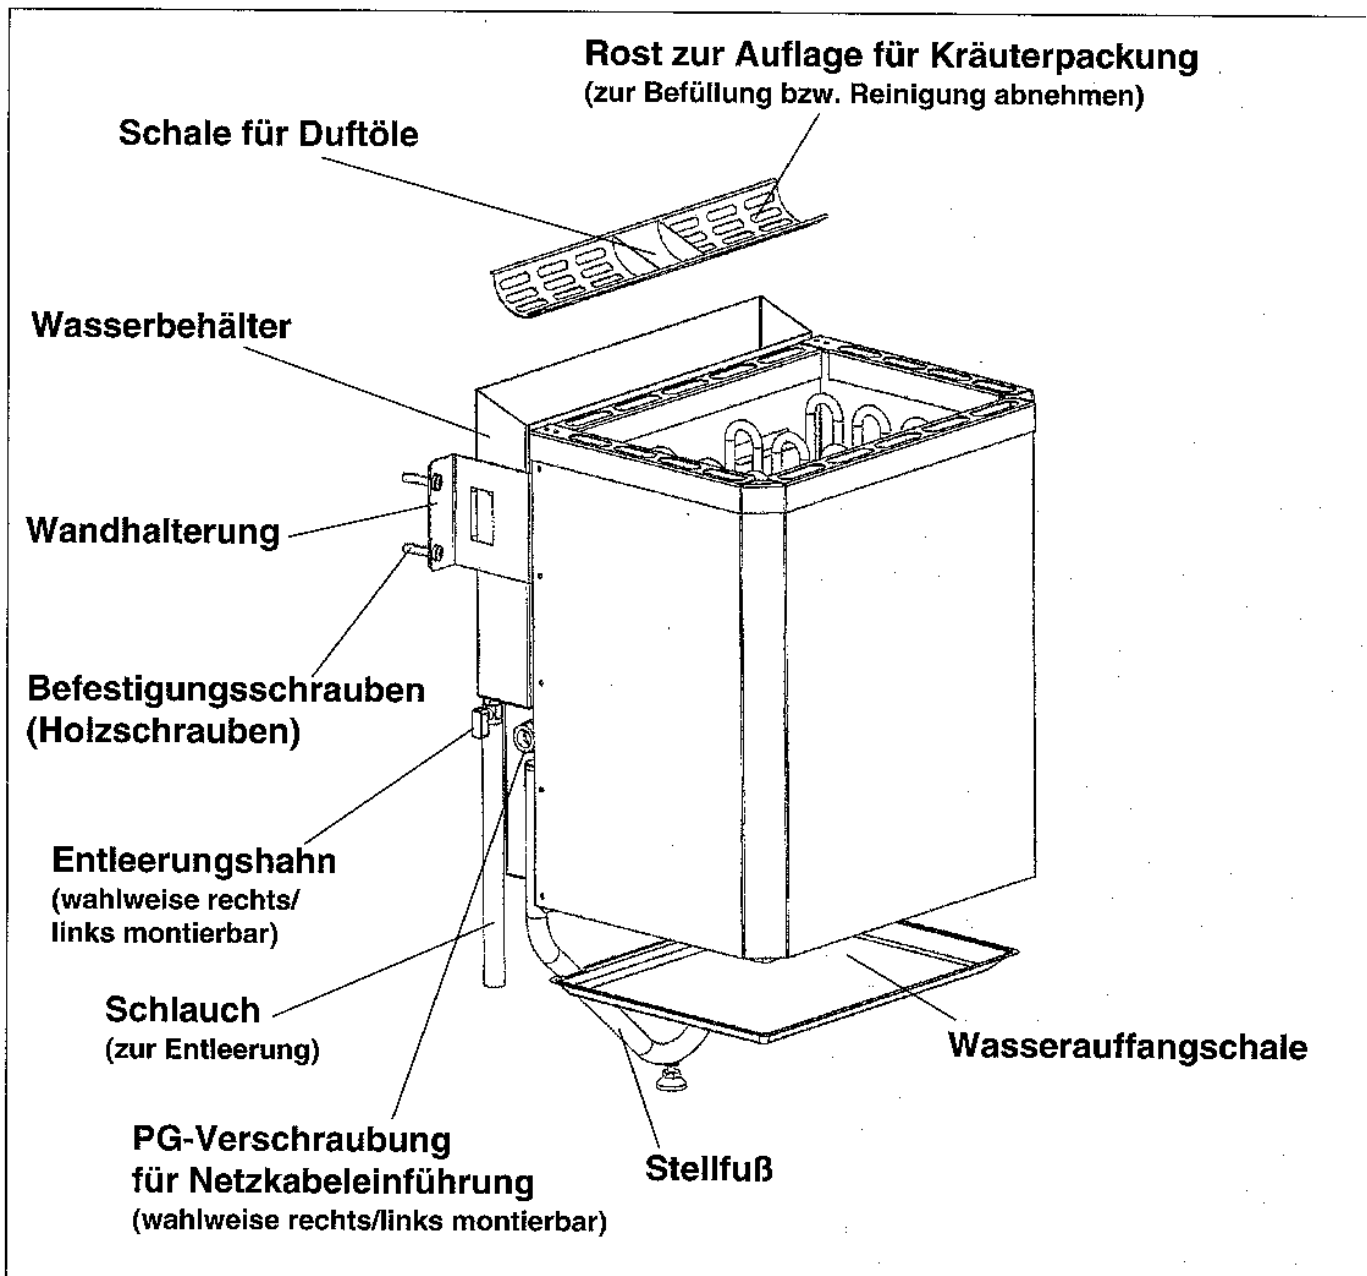 Rost zur Auflage für Kräuterpackung
(zur Befüllung bzw. Reinigung abnehmen)
Schale für Duftöle
Wasserbehälter
Wandhalterung
Befestigungsschrauben
(Holzschrauben)
Entleerungshahn
(wahlweise rechts/
links montierbar)
Schlauch
(zur Entleerung)
Wasserauffangschale
PG-Verschraubung
für Netzkabeleinführung
(wahlweise rechts/links montierbar)
Stellfuß